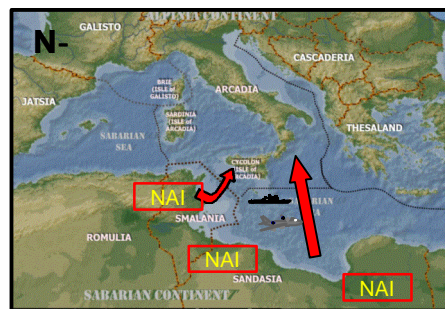 ALPINIA CONTINENT
GALISTO
N-
CASCADERIA
BRIE
(ISLE of
GALISTO)
ARCADIA
JATSIA
SARDINIA
(ISLE of
ARCADIA)
THESALAND
SABARIAN
SEA
CYCOLON
(ISLE of
ARCADIA)
NAI
SMALANIA
ROMULIA
NAI
SANDASIA
NAI
SABARIAN CONTINENT